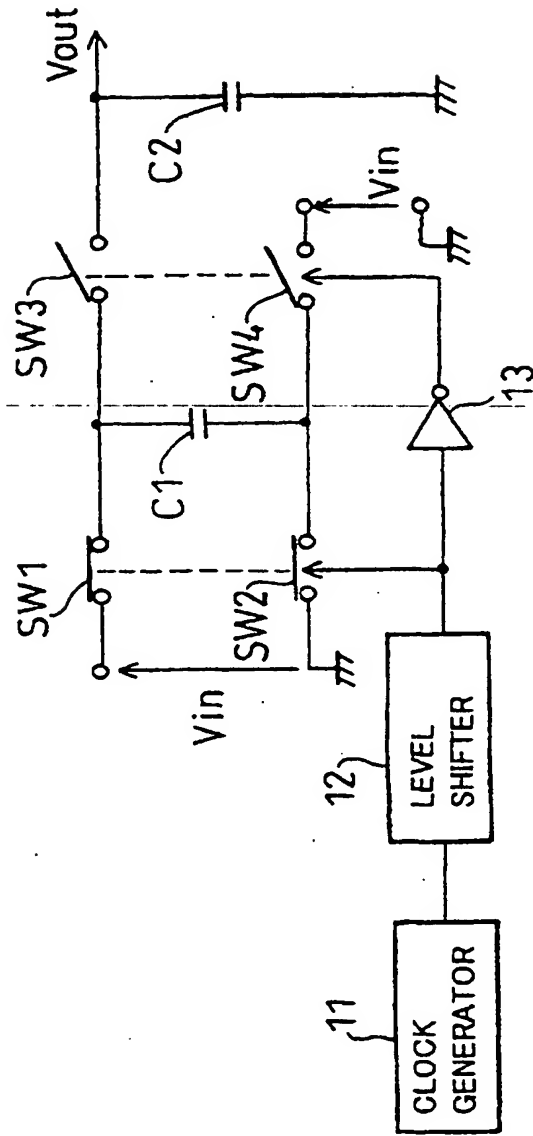 SW1
SW3
Vout
C1
C2
Vin
SW2
SW4
Vin
12
13
11
LEVEL
SHIFTER
CLOCK
GENERATOR